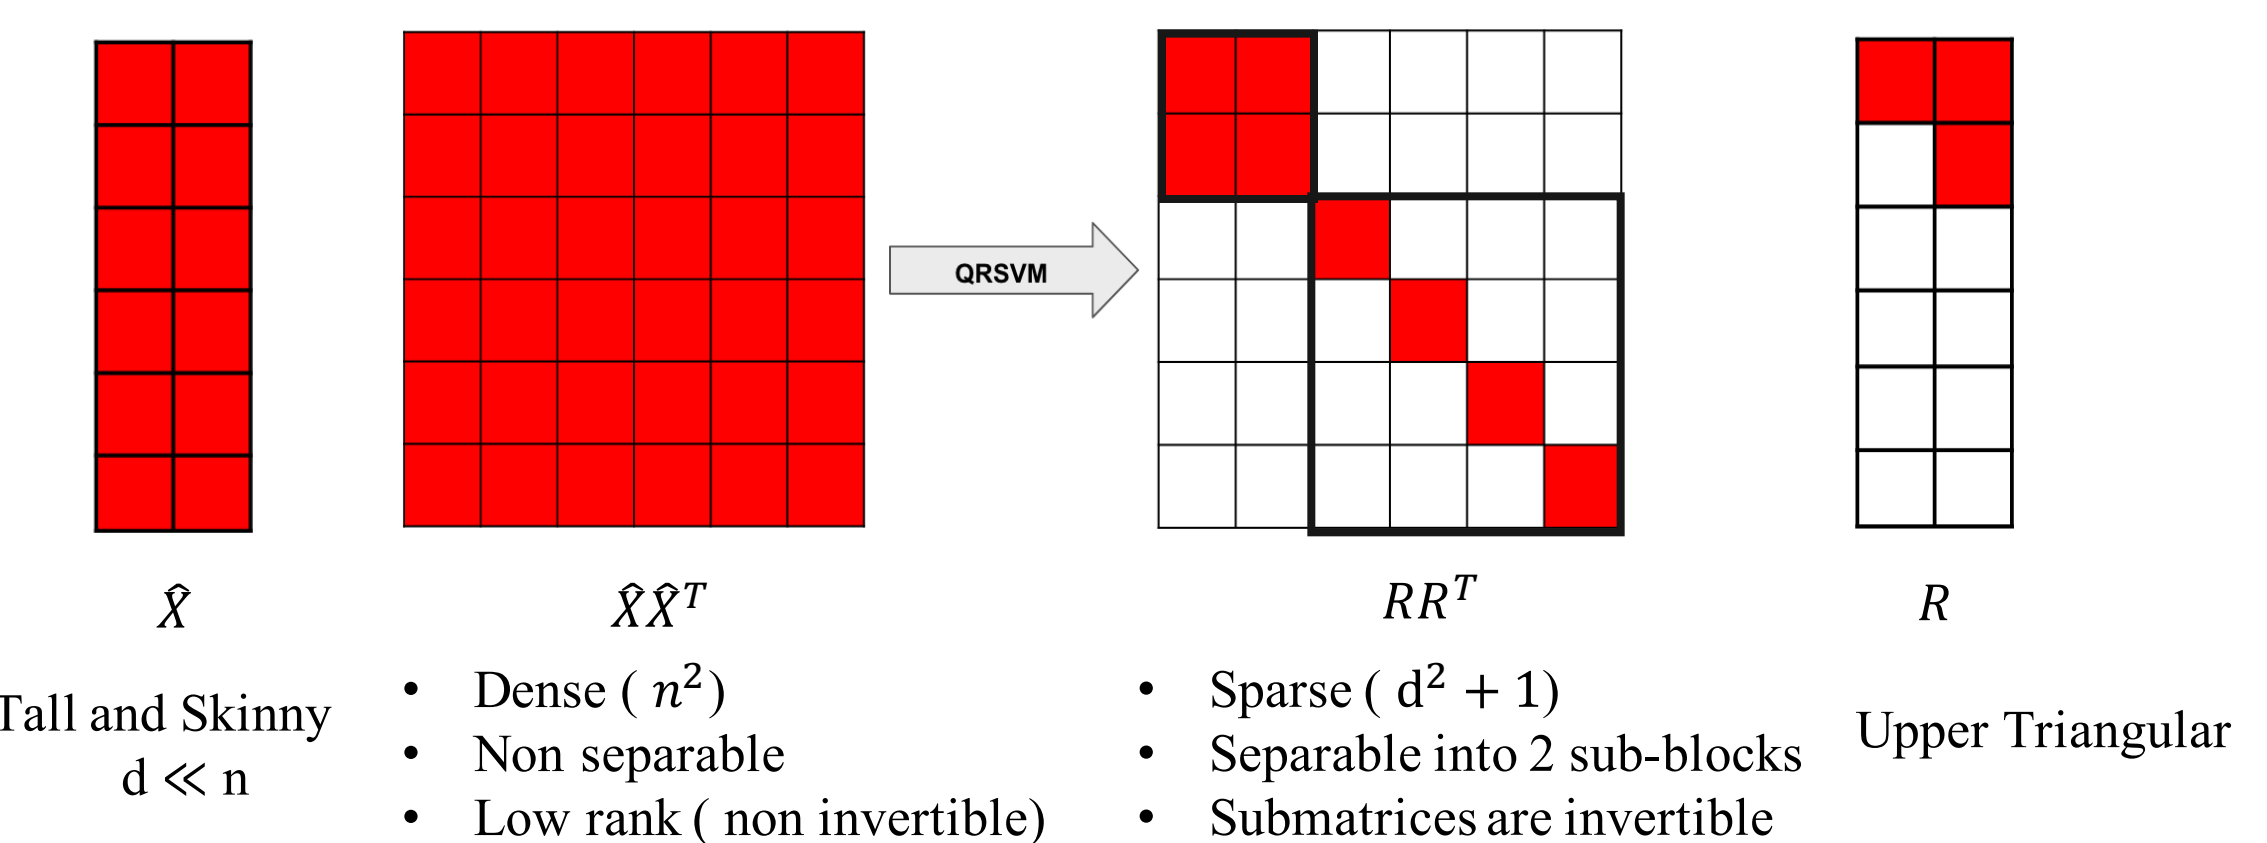 QRSVM
X̂
X̂X̂ᵀ
RRᵀ
R
Tall and Skinny
d ≪ n
• Dense ( n²)
• Non separable
• Low rank ( non invertible)
• Sparse ( d² + 1)
• Separable into 2 sub-blocks
• Submatrices are invertible
Upper Triangular